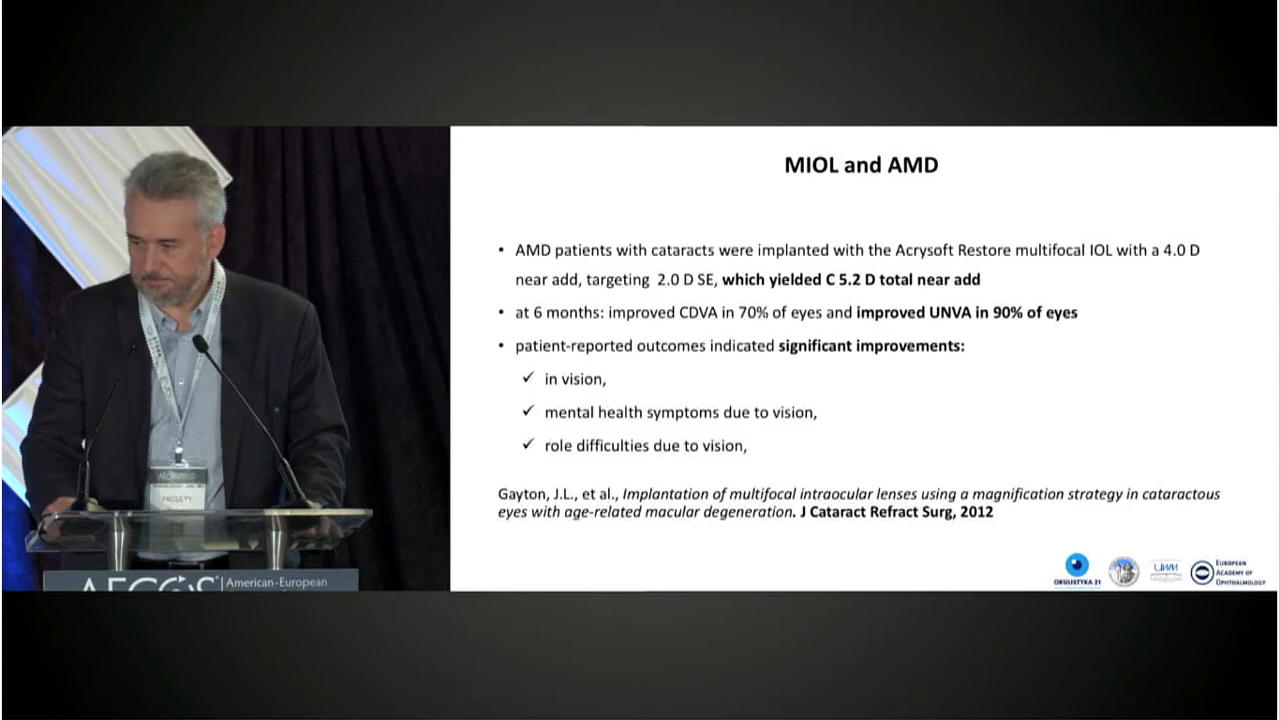 MIOL and AMD
• AMD patients with cataracts were implanted with the Acrysoft Restore multifocal IOL with a 4.0 D
near add, targeting 2.0 D SE, which yielded C 5.2 D total near add
• at 6 months: improved CDVA in 70% of eyes and improved UNVA in 90% of eyes
• patient-reported outcomes indicated significant improvements:
✓ in vision,
✓ mental health symptoms due to vision,
✓ role difficulties due to vision,
Gayton, J.L., et al., Implantation of multifocal intraocular lenses using a magnification strategy in cataractous
eyes with age-related macular degeneration. J Cataract Refract Surg, 2012
FACULTY
American-European
OKULISTYKA 21
UWM
EUROPEAN
ACADEMY OF
OPHTHALMOLOGY